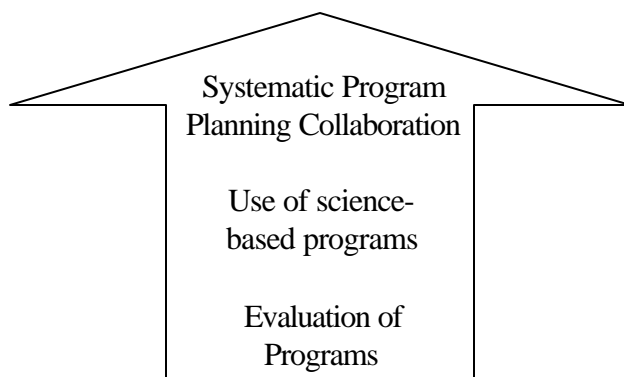 Systematic Program
Planning Collaboration
Use of science-
based programs
Evaluation of
Programs